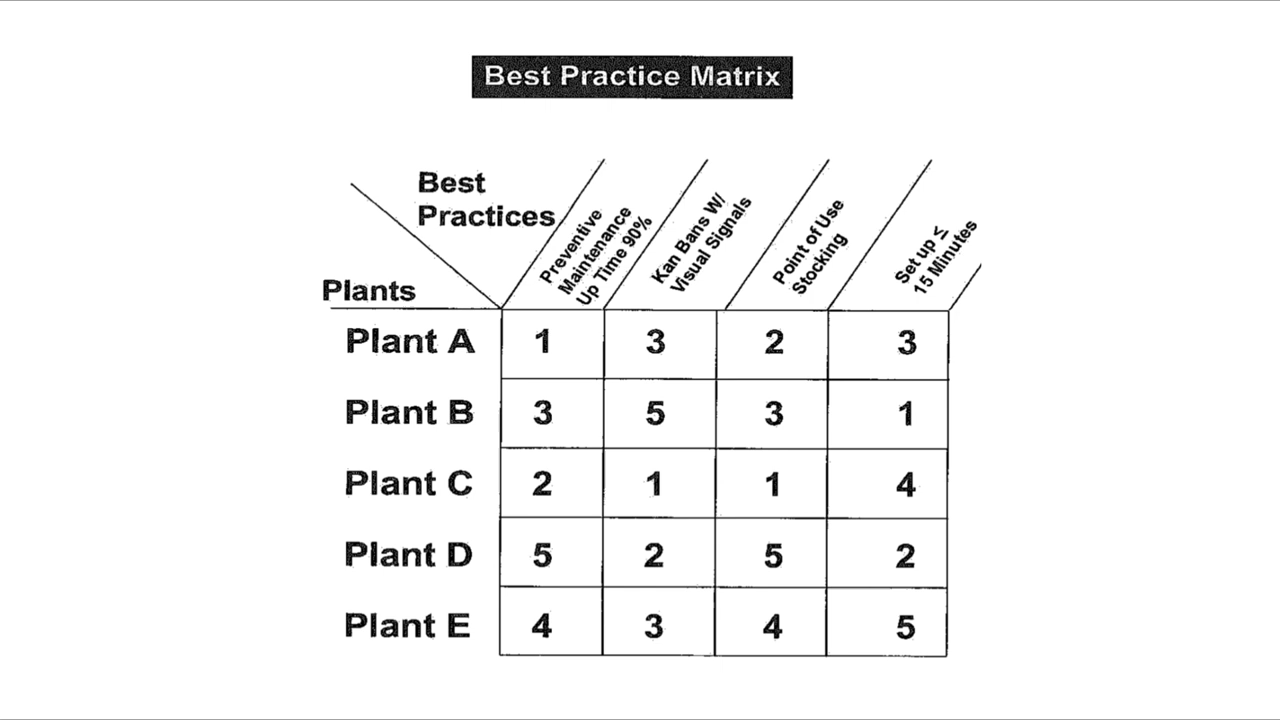 Best Practice Matrix
Best
Practices
Plants
Preventive
Maintenance
Up Time 90%
Kan Bans W/
Visual Signals
Point of Use
Stocking
Set up ≤
15 Minutes
Plant A 1 3 2 3
Plant B 3 5 3 1
Plant C 2 1 1 4
Plant D 5 2 5 2
Plant E 4 3 4 5